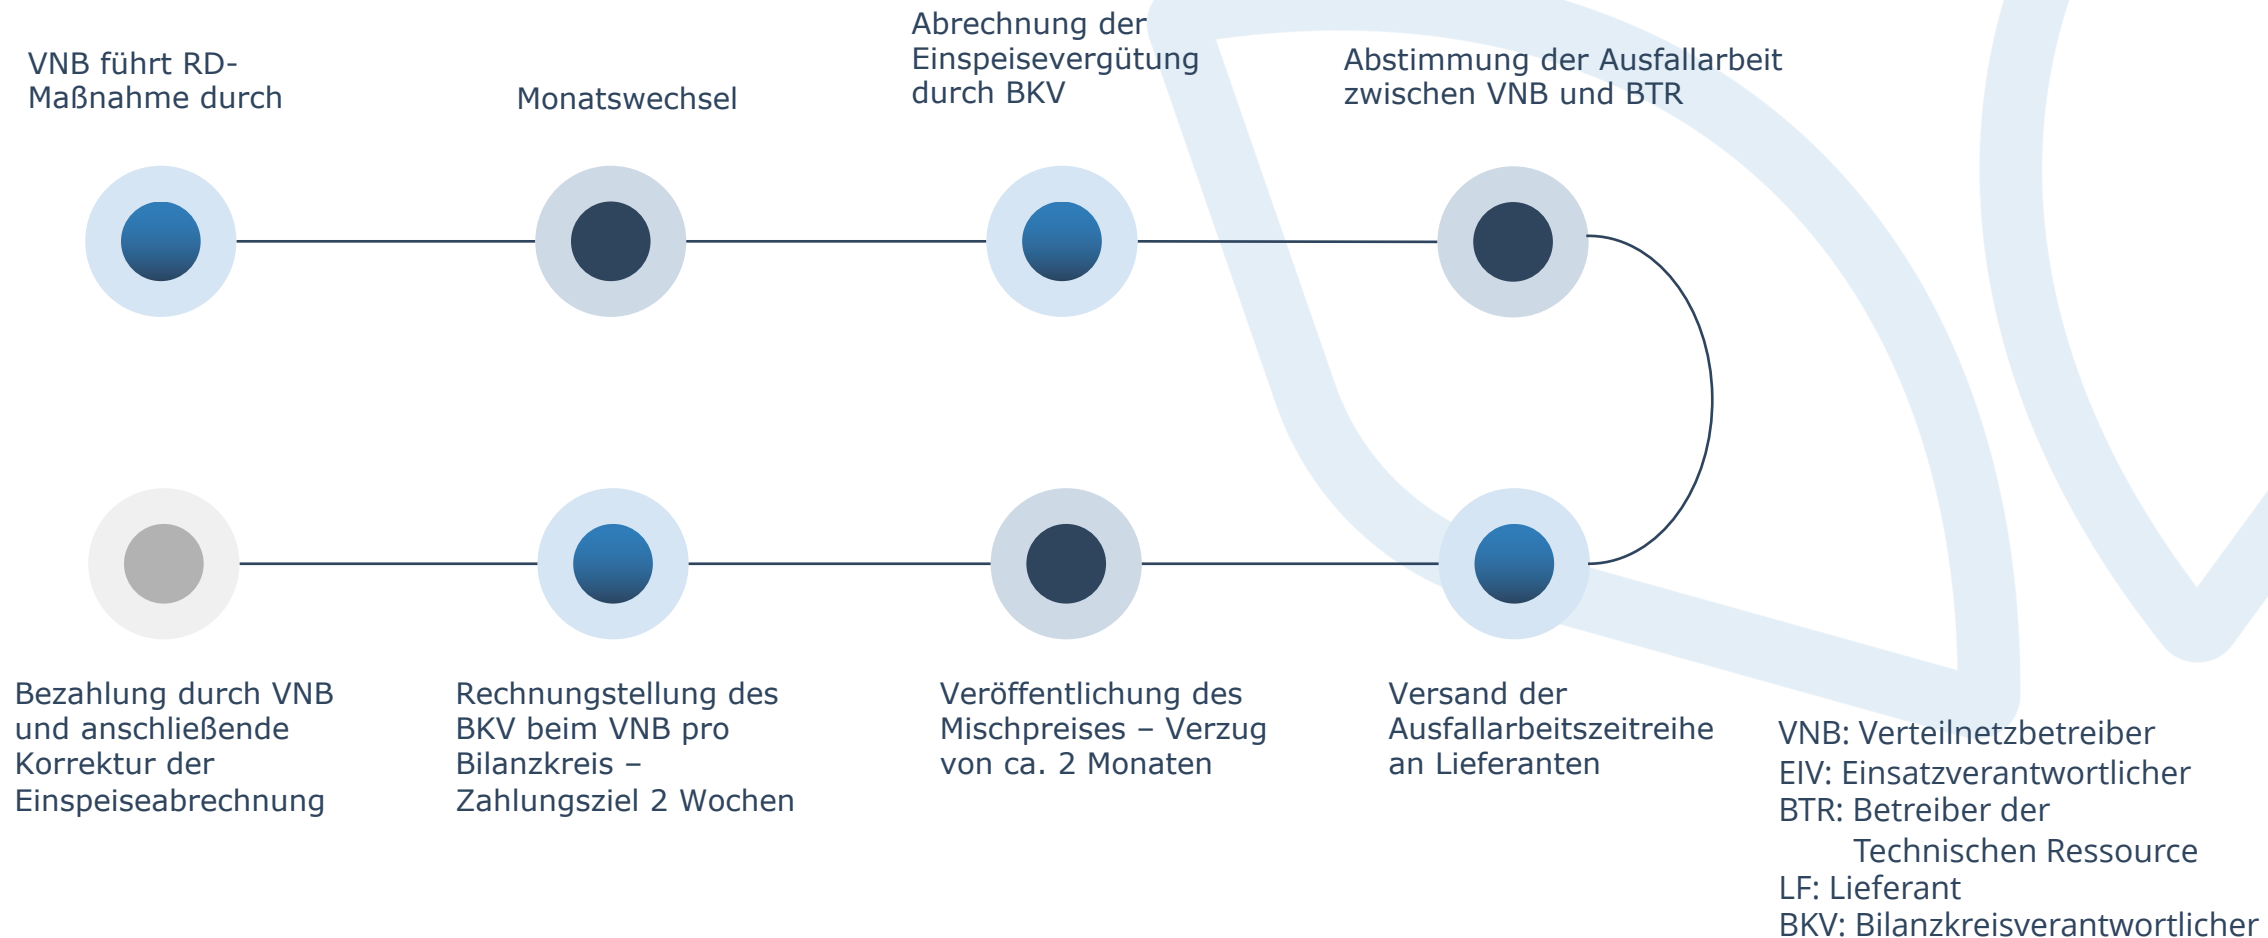 VNB führt RD-
Maßnahme durch
Monatswechsel
Abrechnung der
Einspeisevergütung
durch BKV
Abstimmung der Ausfallarbeit
zwischen VNB und BTR
Bezahlung durch VNB
und anschließende
Korrektur der
Einspeiseabrechnung
Rechnungstellung des
BKV beim VNB pro
Bilanzkreis –
Zahlungsziel 2 Wochen
Veröffentlichung des
Mischpreises – Verzug
von ca. 2 Monaten
Versand der
Ausfallarbeitszeitreihe
an Lieferanten
VNB: Verteilnetzbetreiber
EIV: Einsatzverantwortlicher
BTR: Betreiber der
Technischen Ressource
LF: Lieferant
BKV: Bilanzkreisverantwortlicher